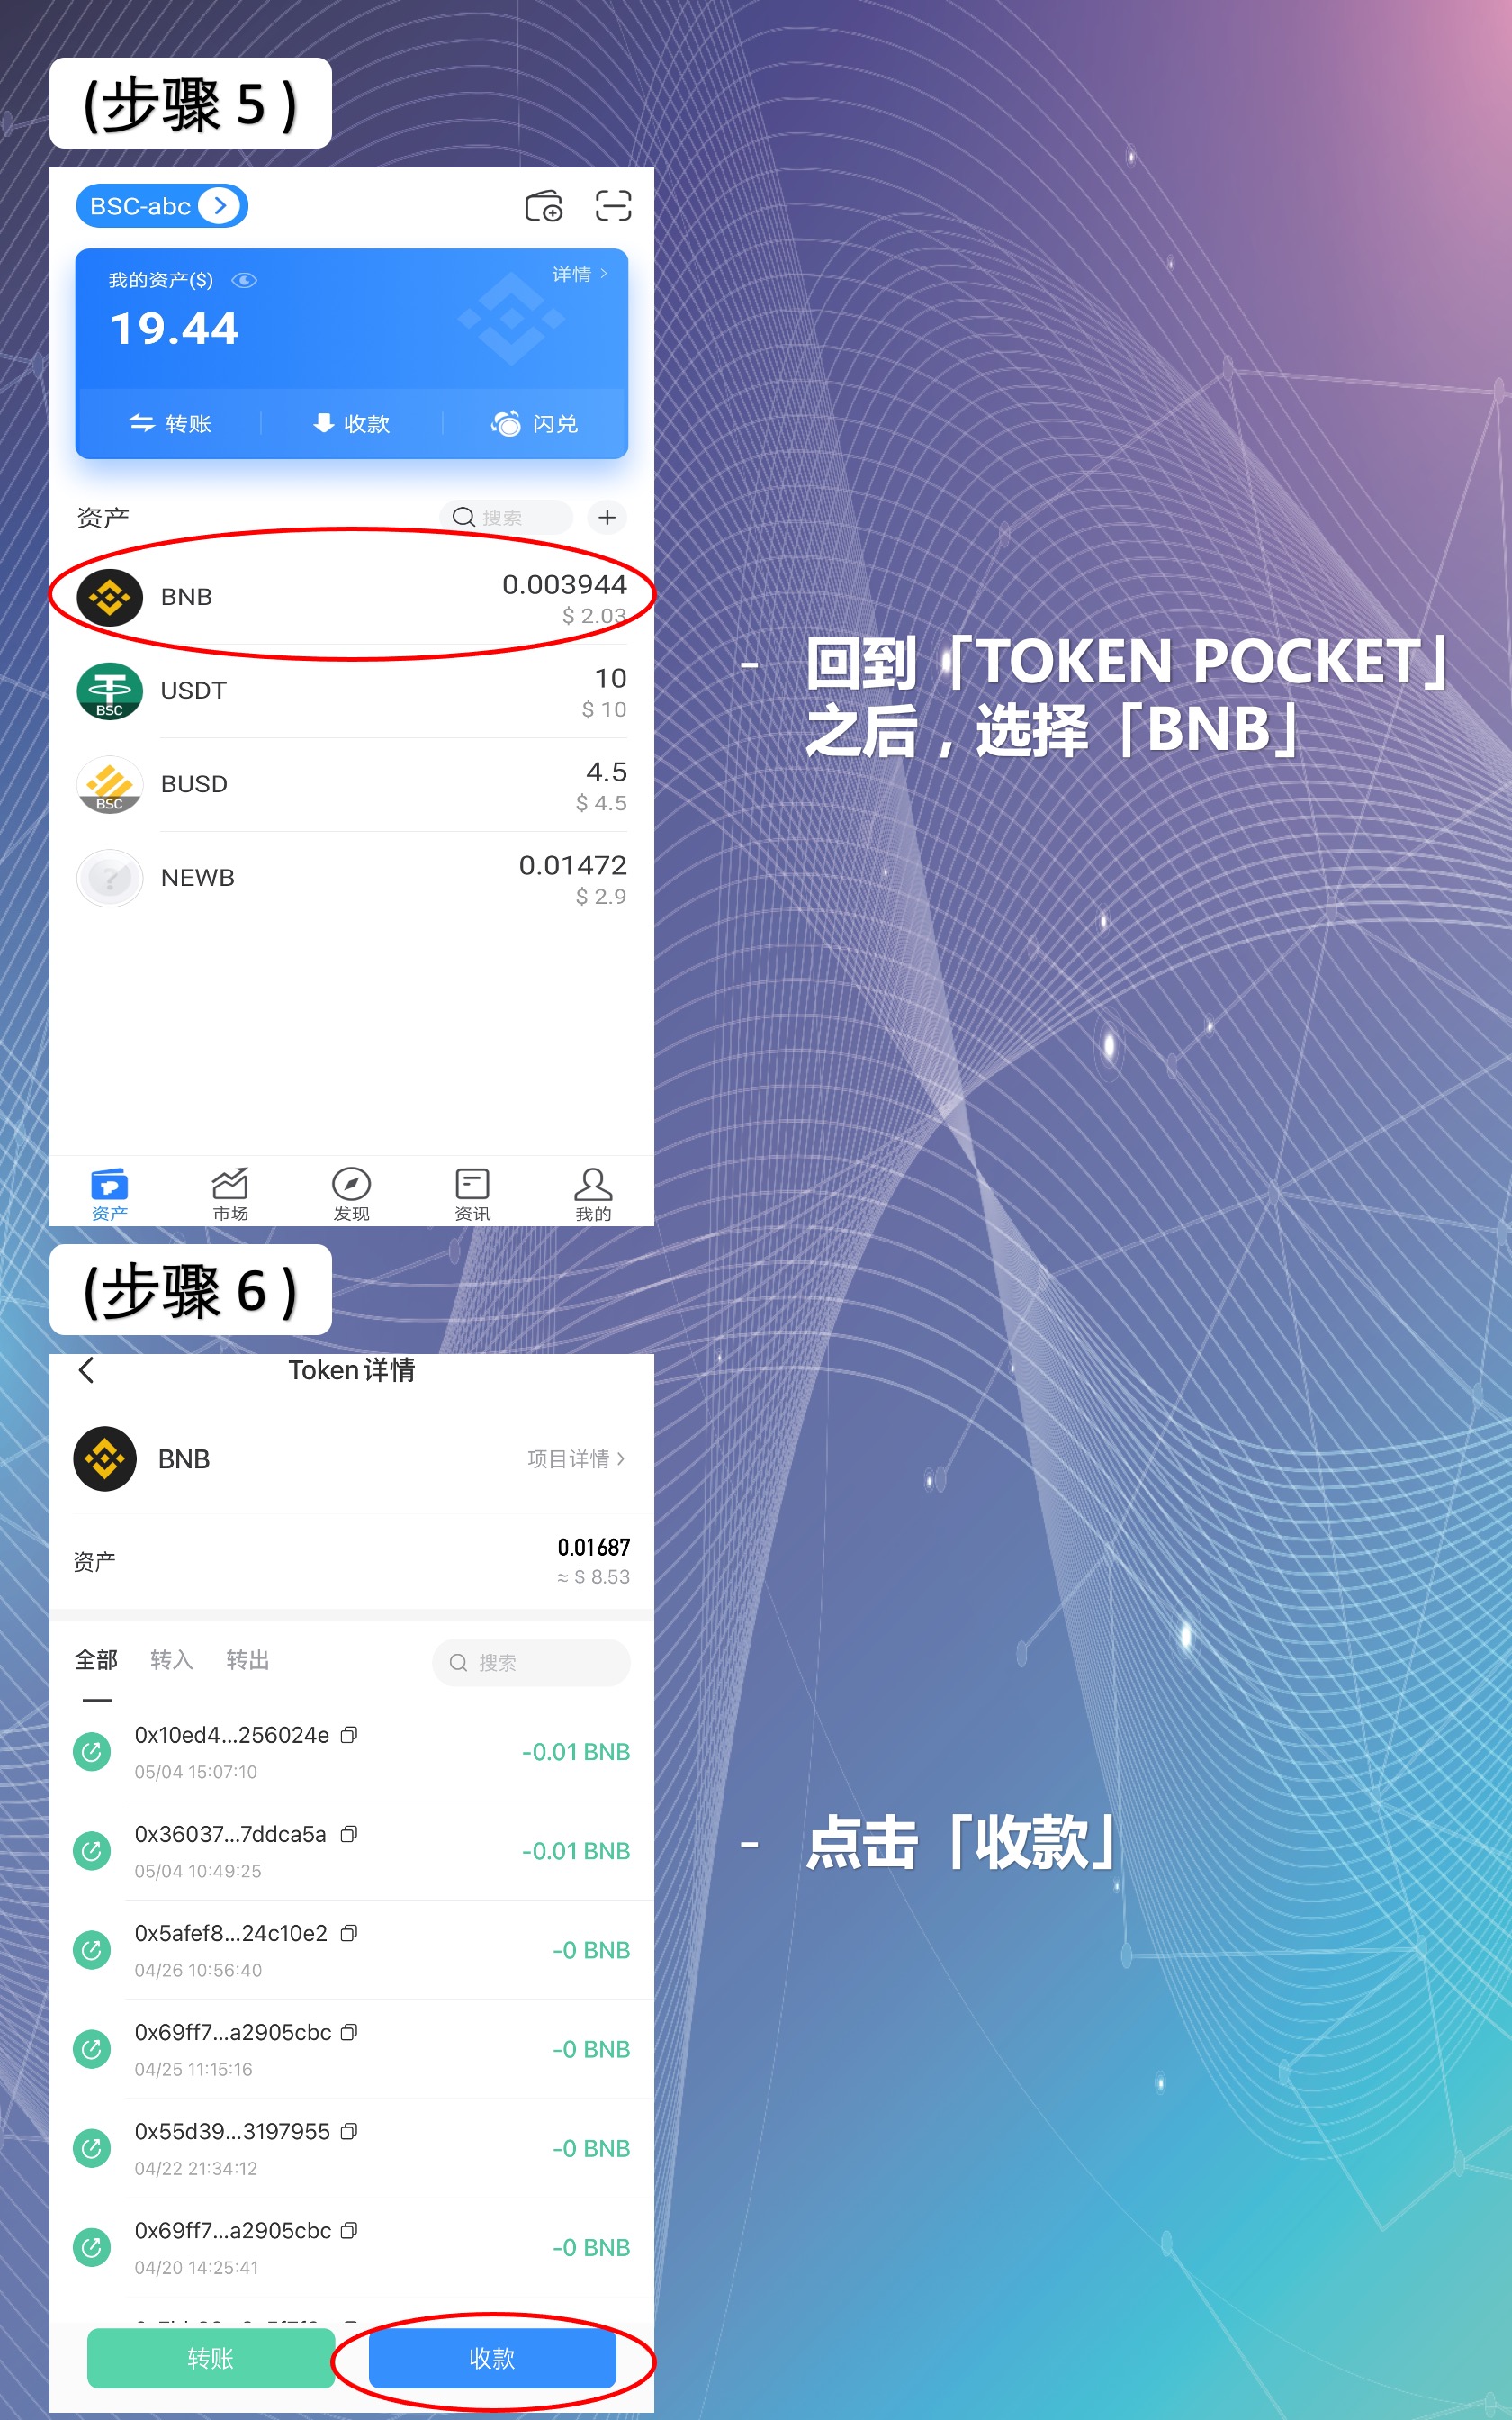 (步骤 5 )
BSC-abc
我的资产($)
详情
19.44
转账
收款
闪兑
资产
搜索
BNB
0.003944
$ 2.03
USDT
10
$ 10
BSC
BUSD
4.5
$ 4.5
BSC
NEWB
0.01472
$ 2.9
资产
市场
发现
资讯
我的
- 回到「TOKEN POCKET」
之后，选择「BNB」
(步骤 6 )
Token详情
BNB
项目详情
资产
0.01687
≈ $ 8.53
全部
转入
转出
搜索
0x10ed4...256024e
-0.01 BNB
05/04 15:07:10
0x36037...7ddca5a
-0.01 BNB
05/04 10:49:25
0x5afef8...24c10e2
-0 BNB
04/26 10:56:40
0x69ff7...a2905cbc
-0 BNB
04/25 11:15:16
0x55d39...3197955
-0 BNB
04/22 21:34:12
0x69ff7...a2905cbc
-0 BNB
04/20 14:25:41
转账
收款
- 点击「收款」